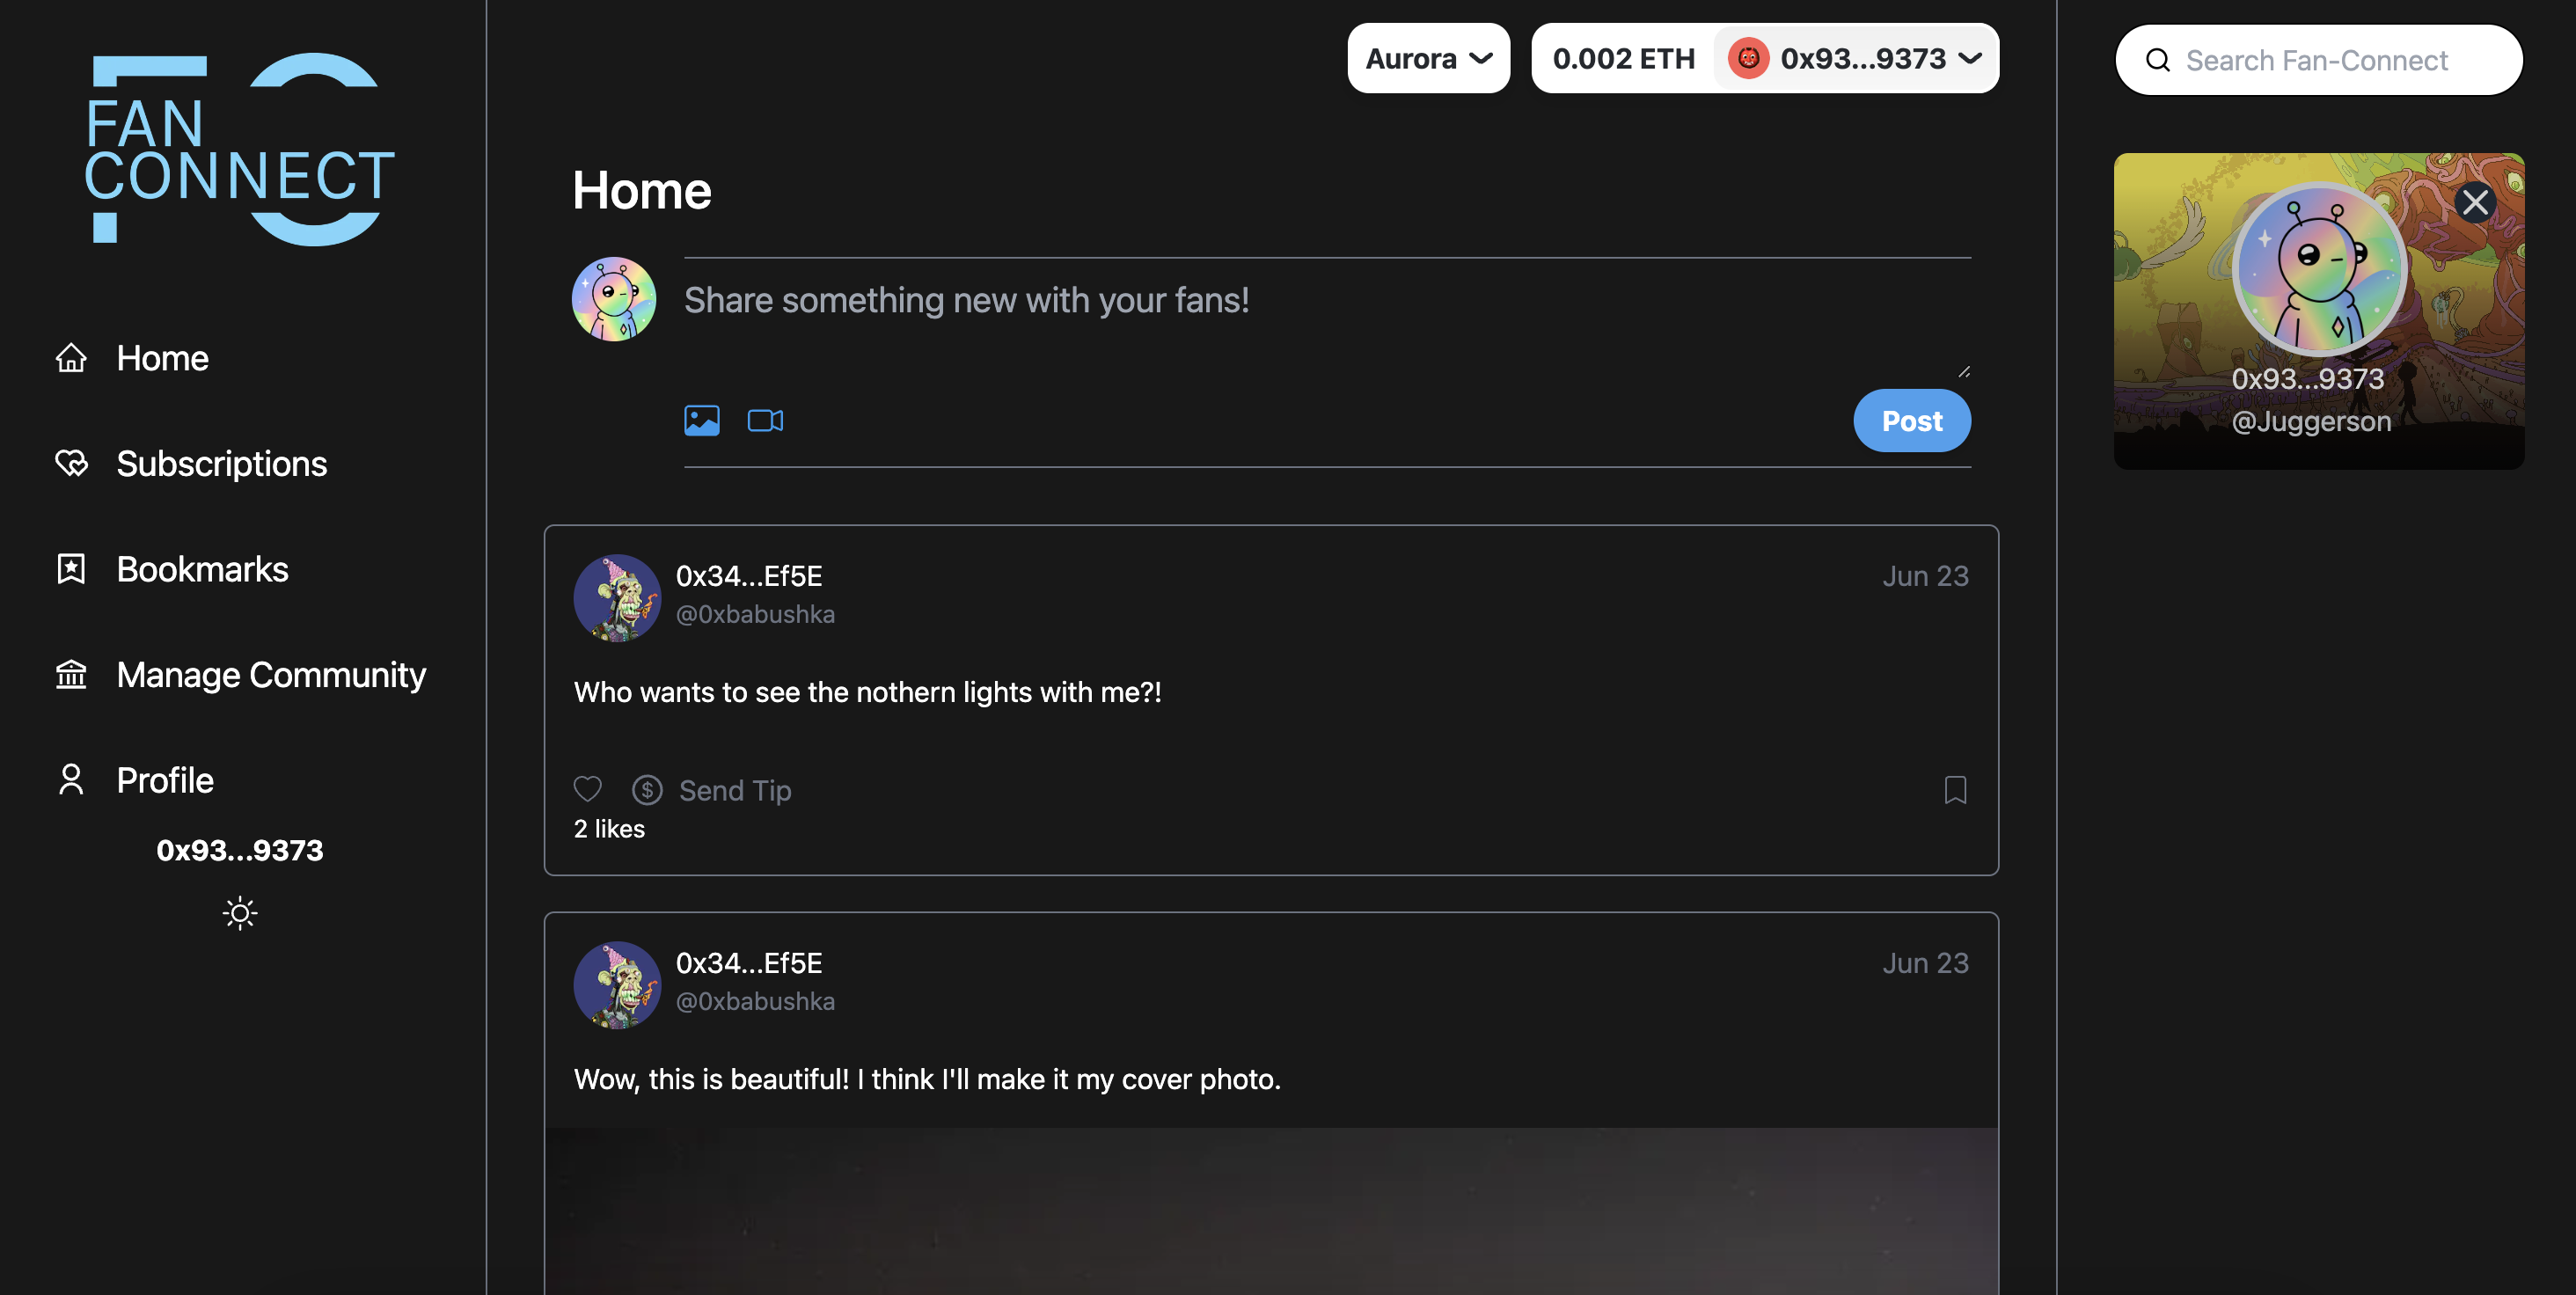 FAN
CONNECT
Home
Subscriptions
Bookmarks
Manage Community
Profile
0x93...9373
Aurora
0.002 ETH 0x93...9373
Home
Share something new with your fans!
Post
0x34...Ef5E
Jun 23
@0xbabushka
Who wants to see the nothern lights with me?!
Send Tip
2 likes
0x34...Ef5E
Jun 23
@0xbabushka
Wow, this is beautiful! I think I'll make it my cover photo.
Search Fan-Connect
0x93...9373
@Juggerson